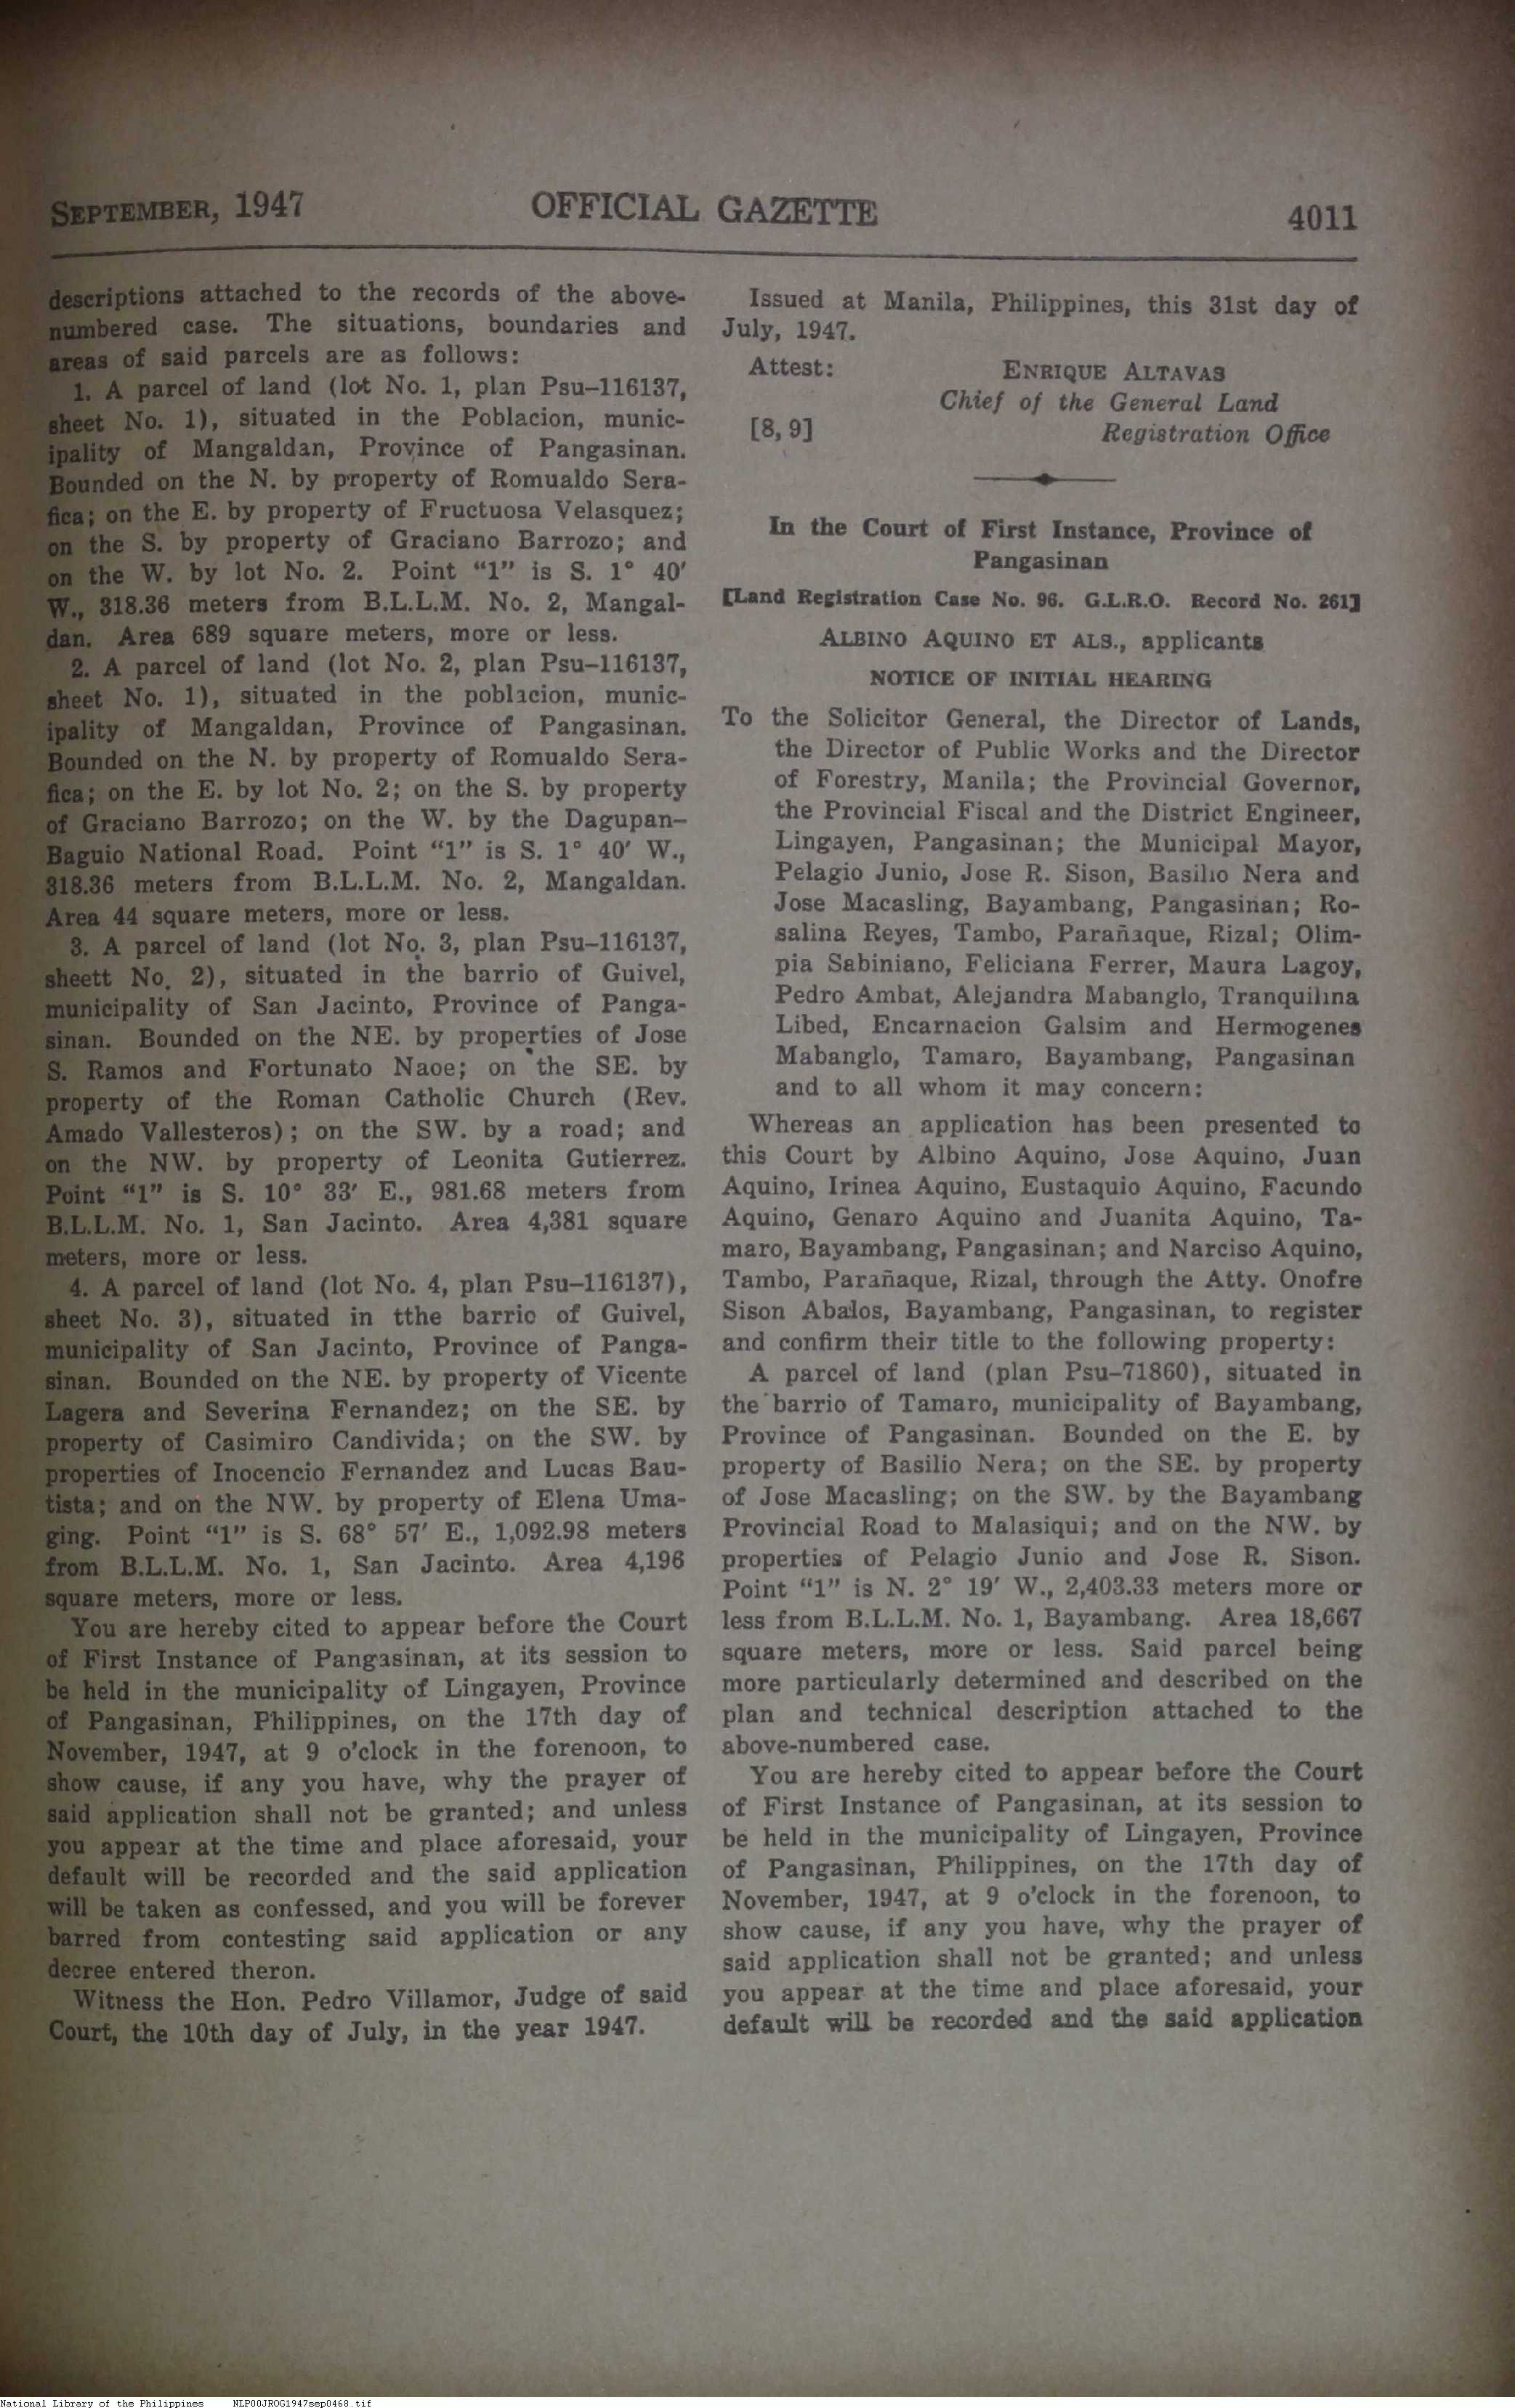 SEPTEMBER, 1947 OFFICIAL GAZETTE 4011
descriptions attached to the records of the above-
numbered case. The situations, boundaries and
areas of said parcels are as follows:
1. A parcel of land (lot No. 1, plan Psu–116137,
sheet No. 1), situated in the Poblacion, munic-
ipality of Mangaldan, Province of Pangasinan.
Bounded on the N. by property of Romualdo Sera-
fica; on the E. by property of Fructuosa Velasquez;
on the S. by property of Graciano Barrozo; and
on the W. by lot No. 2. Point “1” is S. 1° 40′
W., 318.36 meters from B.L.L.M. No. 2, Mangal-
dan. Area 689 square meters, more or less.
2. A parcel of land (lot No. 2, plan Psu–116137,
sheet No. 1), situated in the poblacion, munic-
ipality of Mangaldan, Province of Pangasinan.
Bounded on the N. by property of Romualdo Sera-
fica; on the E. by lot No. 2; on the S. by property
of Graciano Barrozo; on the W. by the Dagupan–
Baguio National Road. Point “1” is S. 1° 40′ W.,
318.36 meters from B.L.L.M. No. 2, Mangaldan.
Area 44 square meters, more or less.
3. A parcel of land (lot No. 3, plan Psu–116137,
sheett No. 2), situated in the barrio of Guivel,
municipality of San Jacinto, Province of Panga-
sinan. Bounded on the NE. by properties of Jose
S. Ramos and Fortunato Naoe; on the SE. by
property of the Roman Catholic Church (Rev.
Amado Vallesteros); on the SW. by a road; and
on the NW. by property of Leonita Gutierrez.
Point “1” is S. 10° 33′ E., 981.68 meters from
B.L.L.M. No. 1, San Jacinto. Area 4,381 square
meters, more or less.
4. A parcel of land (lot No. 4, plan Psu–116137),
sheet No. 3), situated in tthe barrio of Guivel,
municipality of San Jacinto, Province of Panga-
sinan. Bounded on the NE. by property of Vicente
Lagera and Severina Fernandez; on the SE. by
property of Casimiro Candivida; on the SW. by
properties of Inocencio Fernandez and Lucas Bau-
tista; and on the NW. by property of Elena Uma-
ging. Point “1” is S. 68° 57′ E., 1,092.98 meters
from B.L.L.M. No. 1, San Jacinto. Area 4,196
square meters, more or less.
You are hereby cited to appear before the Court
of First Instance of Pangasinan, at its session to
be held in the municipality of Lingayen, Province
of Pangasinan, Philippines, on the 17th day of
November, 1947, at 9 o’clock in the forenoon, to
show cause, if any you have, why the prayer of
said application shall not be granted; and unless
you appear at the time and place aforesaid, your
default will be recorded and the said application
will be taken as confessed, and you will be forever
barred from contesting said application or any
decree entered theron.
Witness the Hon. Pedro Villamor, Judge of said
Court, the 10th day of July, in the year 1947.
Issued at Manila, Philippines, this 31st day of
July, 1947.
Attest: ENRIQUE ALTAVAS
Chief of the General Land
[8, 9] Registration Office
In the Court of First Instance, Province of
Pangasinan
[Land Registration Case No. 96. G.L.R.O. Record No. 261]
ALBINO AQUINO ET ALS., applicants
NOTICE OF INITIAL HEARING
To the Solicitor General, the Director of Lands,
the Director of Public Works and the Director
of Forestry, Manila; the Provincial Governor,
the Provincial Fiscal and the District Engineer,
Lingayen, Pangasinan; the Municipal Mayor,
Pelagio Junio, Jose R. Sison, Basilio Nera and
Jose Macasling, Bayambang, Pangasinan; Ro-
salina Reyes, Tambo, Parañaque, Rizal; Olim-
pia Sabiniano, Feliciana Ferrer, Maura Lagoy,
Pedro Ambat, Alejandra Mabanglo, Tranquilina
Libed, Encarnacion Galsim and Hermogenes
Mabanglo, Tamaro, Bayambang, Pangasinan
and to all whom it may concern:
Whereas an application has been presented to
this Court by Albino Aquino, Jose Aquino, Juan
Aquino, Irinea Aquino, Eustaquio Aquino, Facundo
Aquino, Genaro Aquino and Juanita Aquino, Ta-
maro, Bayambang, Pangasinan; and Narciso Aquino,
Tambo, Parañaque, Rizal, through the Atty. Onofre
Sison Abalos, Bayambang, Pangasinan, to register
and confirm their title to the following property:
A parcel of land (plan Psu–71860), situated in
the barrio of Tamaro, municipality of Bayambang,
Province of Pangasinan. Bounded on the E. by
property of Basilio Nera; on the SE. by property
of Jose Macasling; on the SW. by the Bayambang
Provincial Road to Malasiqui; and on the NW. by
properties of Pelagio Junio and Jose R. Sison.
Point “1” is N. 2° 19′ W., 2,403.33 meters more or
less from B.L.L.M. No. 1, Bayambang. Area 18,667
square meters, more or less. Said parcel being
more particularly determined and described on the
plan and technical description attached to the
above-numbered case.
You are hereby cited to appear before the Court
of First Instance of Pangasinan, at its session to
be held in the municipality of Lingayen, Province
of Pangasinan, Philippines, on the 17th day of
November, 1947, at 9 o’clock in the forenoon, to
show cause, if any you have, why the prayer of
said application shall not be granted; and unless
you appear at the time and place aforesaid, your
default will be recorded and the said application
National Library of the Philippines NLP00JROG1947sep0468.tif